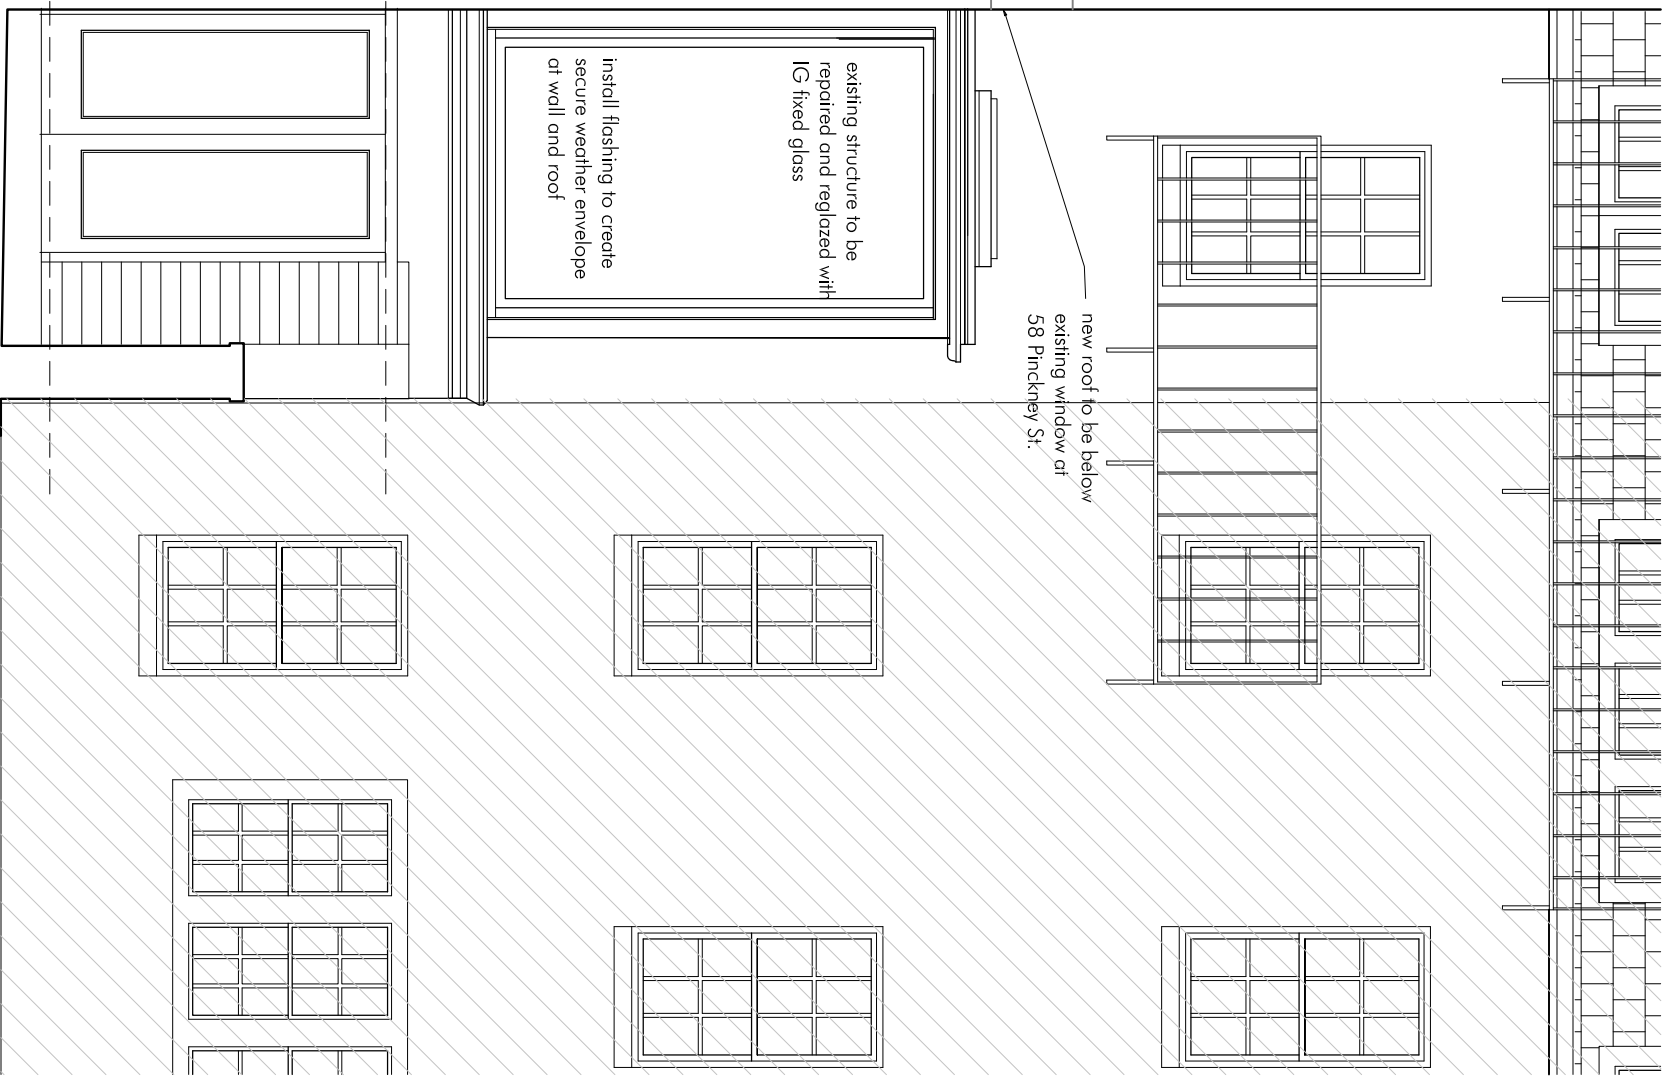 existing structure to be
repaired and reglazed with
IG fixed glass
install flashing to create
secure weather envelope
at wall and roof
new roof to be below
existing window at
58 Pinckney St.